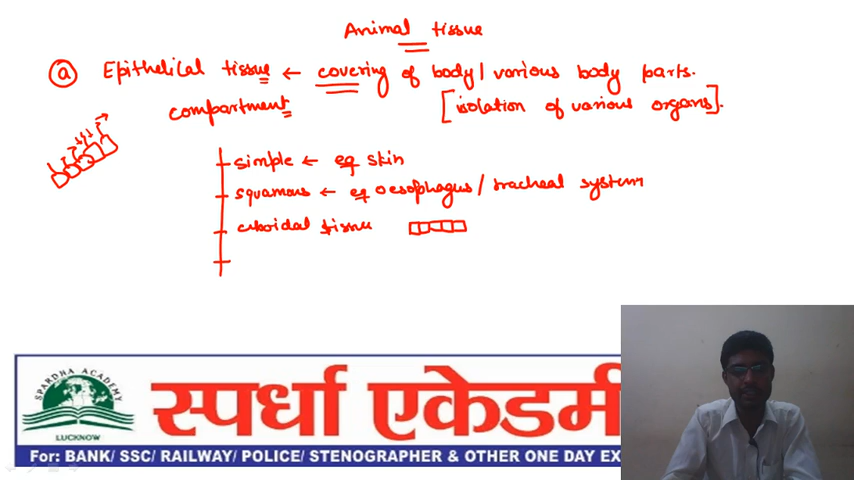 Animal tissue
ⓐ Epithelical tissue ← covering of body/various body parts.
compartment [isolation of various organs].
simple ← eg skin
squamous ← eg oesophagus/tracheal system
cuboidal tissue
SPARDHA ACADEMY
LUCKNOW
स्पर्धा एकेडमी
For: BANK/ SSC/ RAILWAY/ POLICE/ STENOGRAPHER & OTHER ONE DAY EX